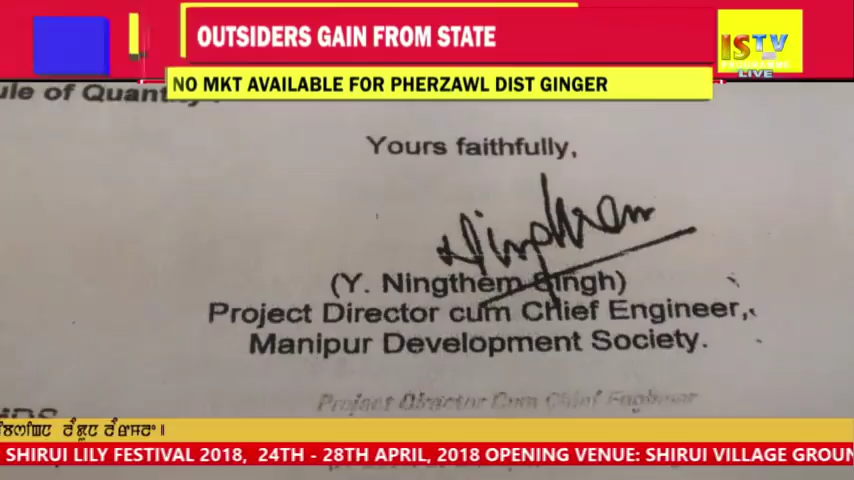 OUTSIDERS GAIN FROM STATE
ISTV
PROGRAMME
LIVE
NO MKT AVAILABLE FOR PHERZAWL DIST GINGER
of Quantity
Yours faithfully,
Ningthem
(Y. Ningthem Singh)
Project Director cum Chief Engineer,
Manipur Development Society.
Project Director Cum Chief Engineer
SHIRUI LILY FESTIVAL 2018, 24TH - 28TH APRIL, 2018 OPENING VENUE: SHIRUI VILLAGE